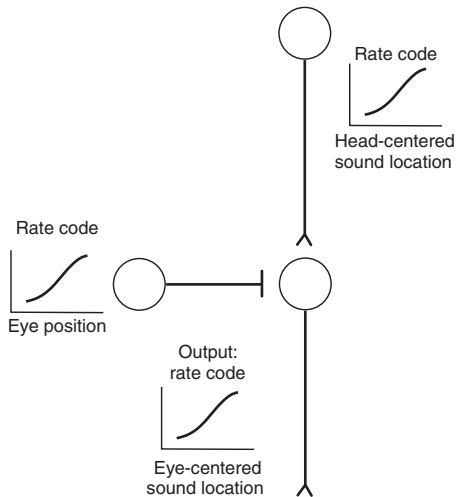 Rate code
Head-centered
sound location
Rate code
Eye position
Output:
rate code
Eye-centered
sound location